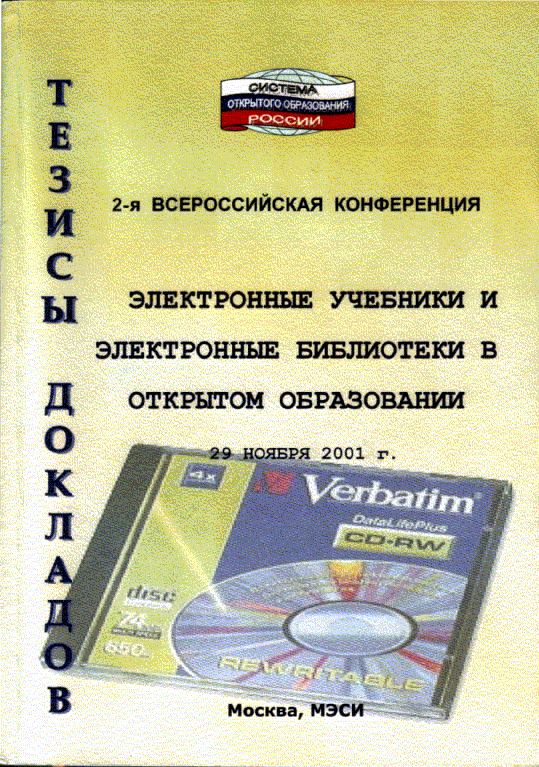 СИСТЕМА
ОТКРЫТОГО ОБРАЗОВАНИЯ
РОССИИ
ТЕЗИСЫ ДОКЛАДОВ
2-я ВСЕРОССИЙСКАЯ КОНФЕРЕНЦИЯ
ЭЛЕКТРОННЫЕ УЧЕБНИКИ И
ЭЛЕКТРОННЫЕ БИБЛИОТЕКИ В
ОТКРЫТОМ ОБРАЗОВАНИИ
29 НОЯБРЯ 2001 г.
4x
Verbatim
DataLifePlus
CD-RW
disc
74
650
REWRITABLE
Москва, МЭСИ